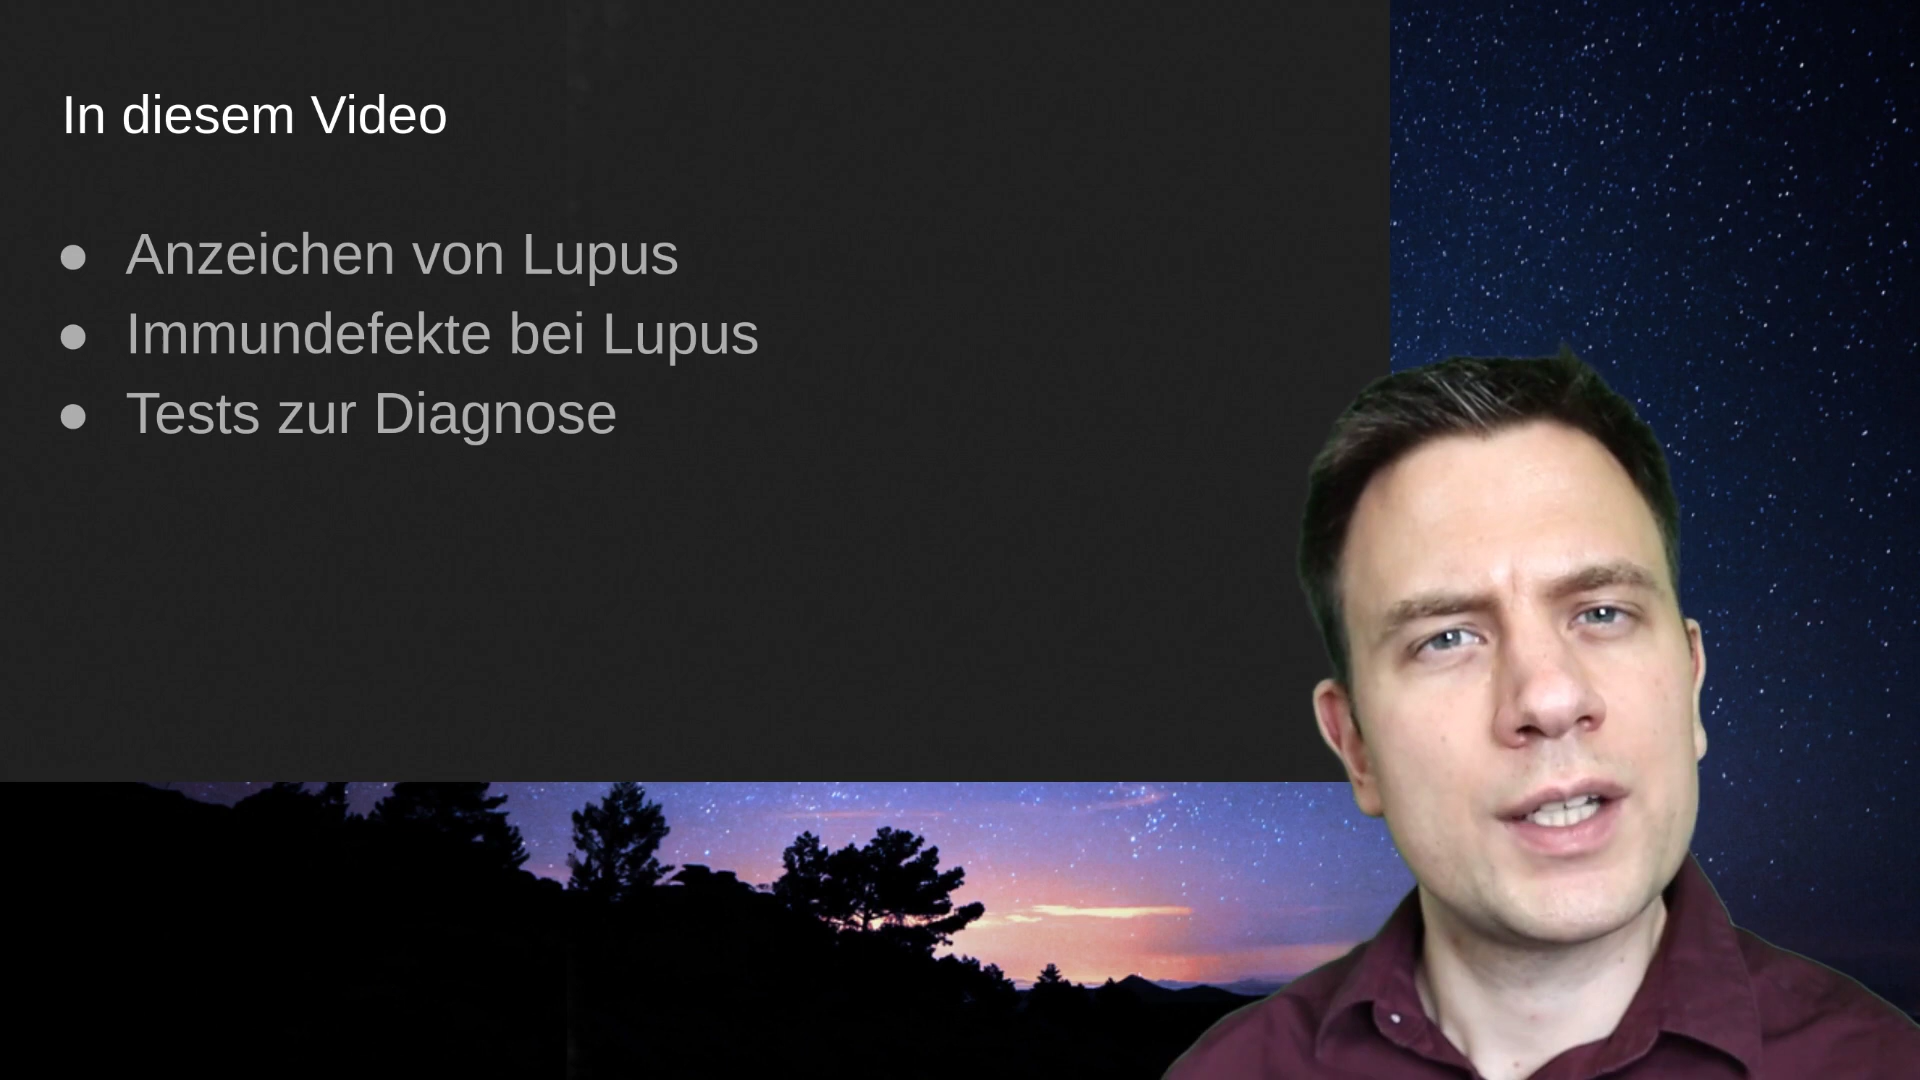 In diesem Video
● Anzeichen von Lupus
● Immundefekte bei Lupus
● Tests zur Diagnose